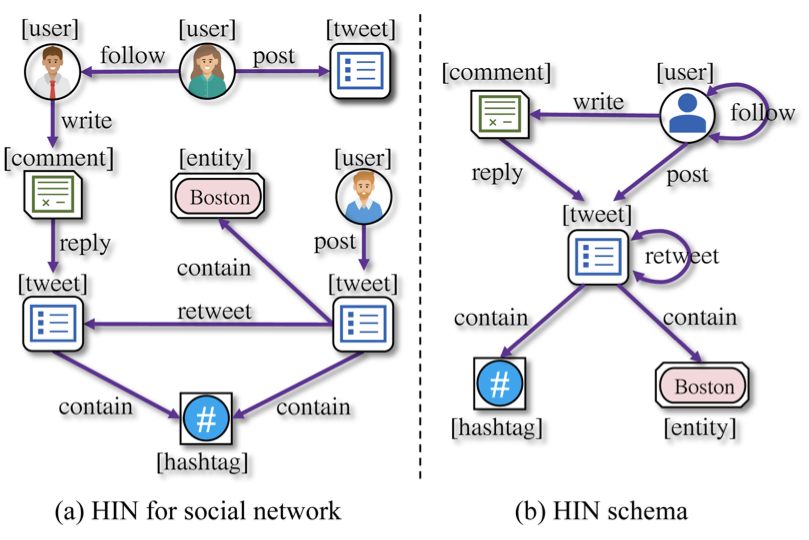 [user] [user] [tweet]
follow post
write
[comment] [entity] [user]
Boston
reply post
contain
[tweet] [tweet]
retweet
contain contain
#
[hashtag]
(a) HIN for social network
[comment] [user]
write follow
reply post
[tweet]
retweet
contain contain
# Boston
[hashtag] [entity]
(b) HIN schema